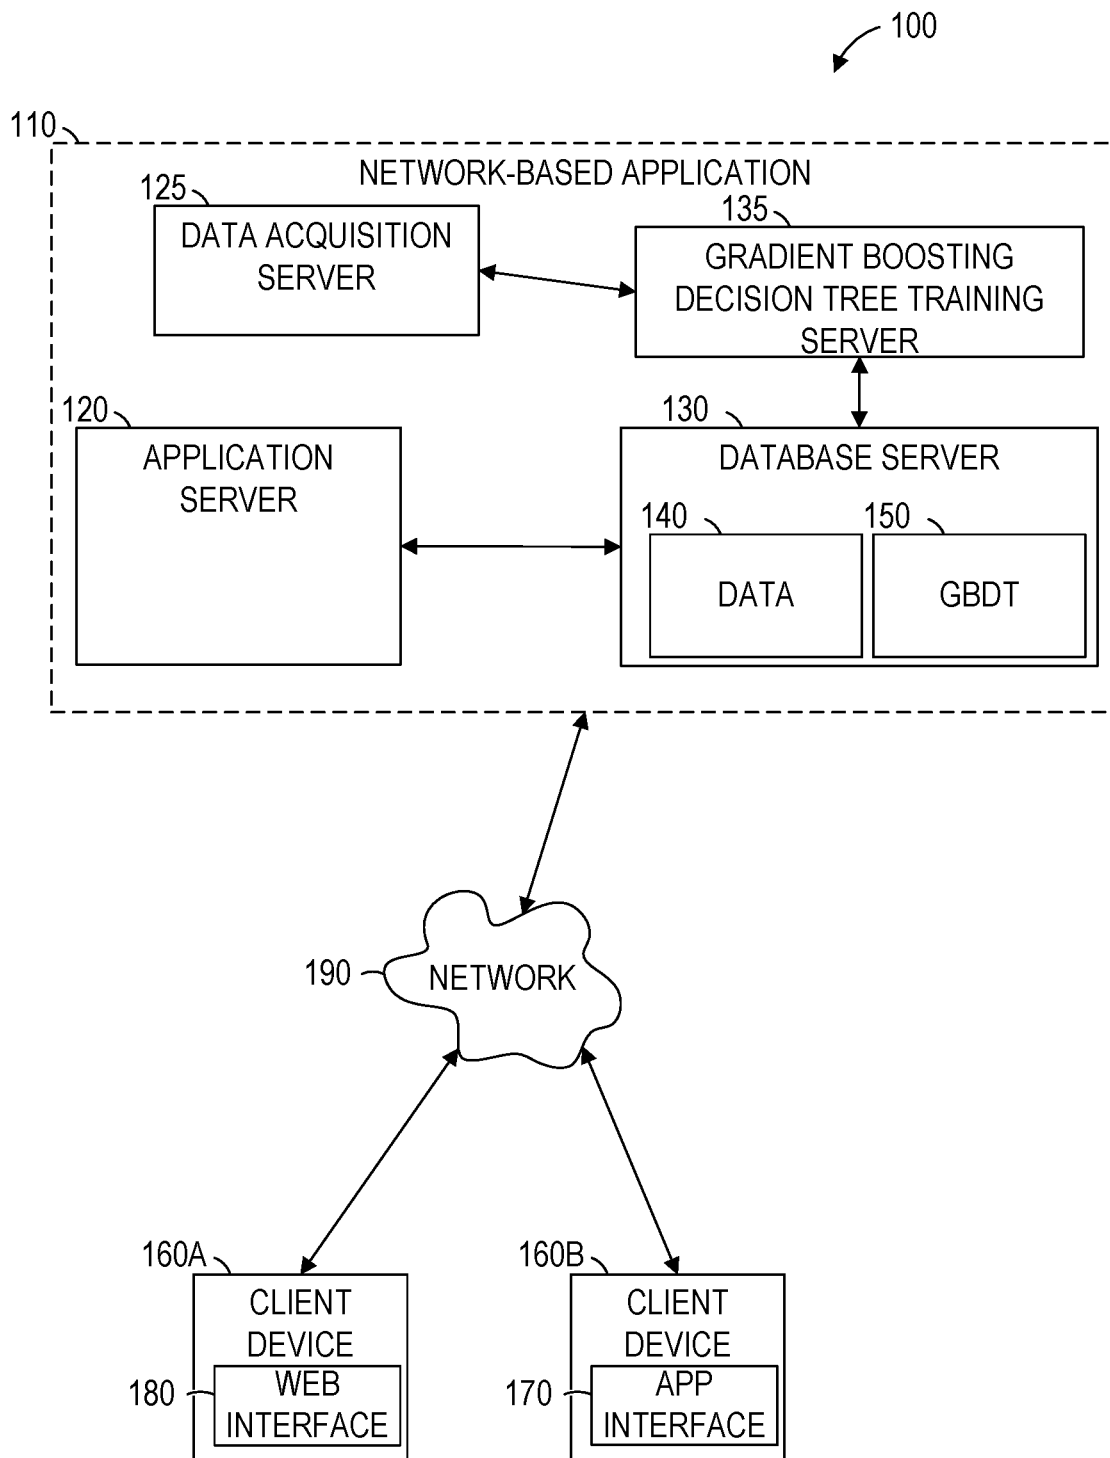 100
110
NETWORK-BASED APPLICATION
125
DATA ACQUISITION
SERVER
135
GRADIENT BOOSTING
DECISION TREE TRAINING
SERVER
120
APPLICATION
SERVER
130
DATABASE SERVER
140
DATA
150
GBDT
190
NETWORK
160A
CLIENT
DEVICE
180
WEB
INTERFACE
160B
CLIENT
DEVICE
170
APP
INTERFACE